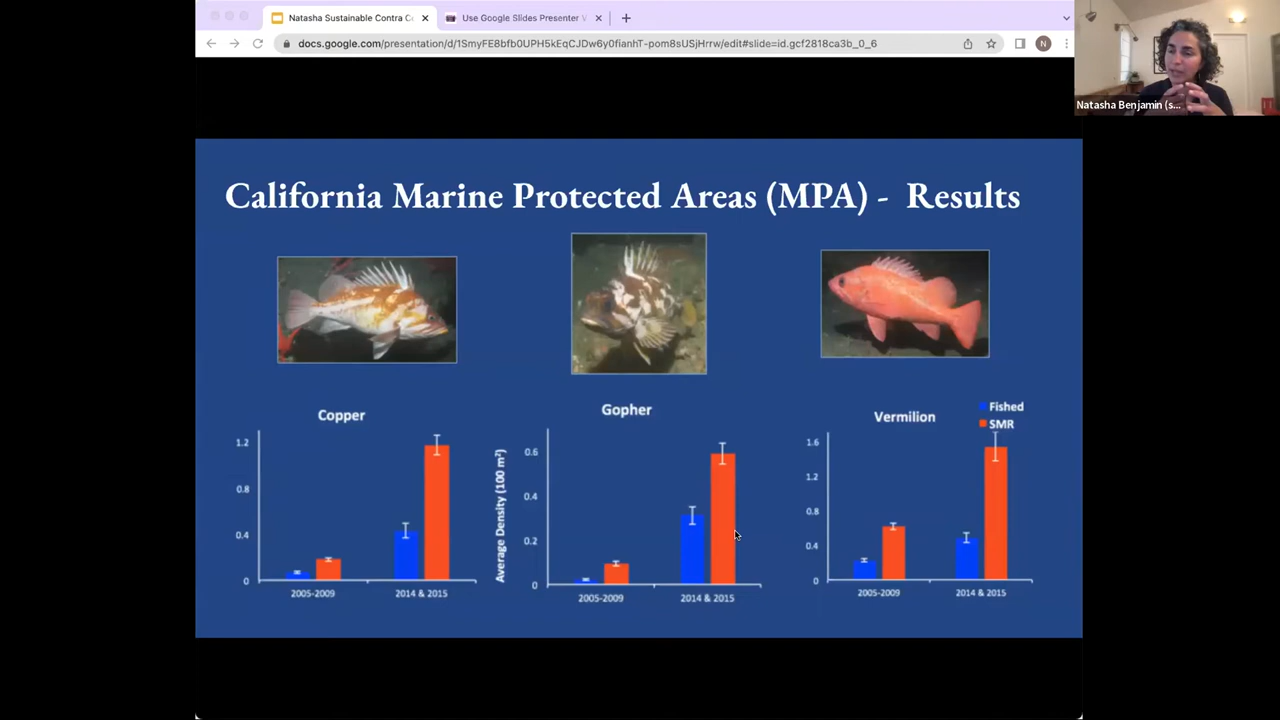 Natasha Sustainable Contra C
Use Google Slides Presenter V
docs.google.com/presentation/d/1SmyFE8bfb0UPH5kEqCJDw6y0fianhT-pom8sUSjHrrw/edit#slide=id.gcf2818ca3b_0_6
N
Natasha Benjamin (s...
California Marine Protected Areas (MPA) - Results
Copper
1.2
0.8
0.4
0
2005-2009
2014 & 2015
Gopher
Average Density (100 m²)
0.6
0.4
0.2
0
2005-2009
2014 & 2015
Vermilion
Fished
SMR
1.6
1.2
0.8
0.4
0
2005-2009
2014 & 2015